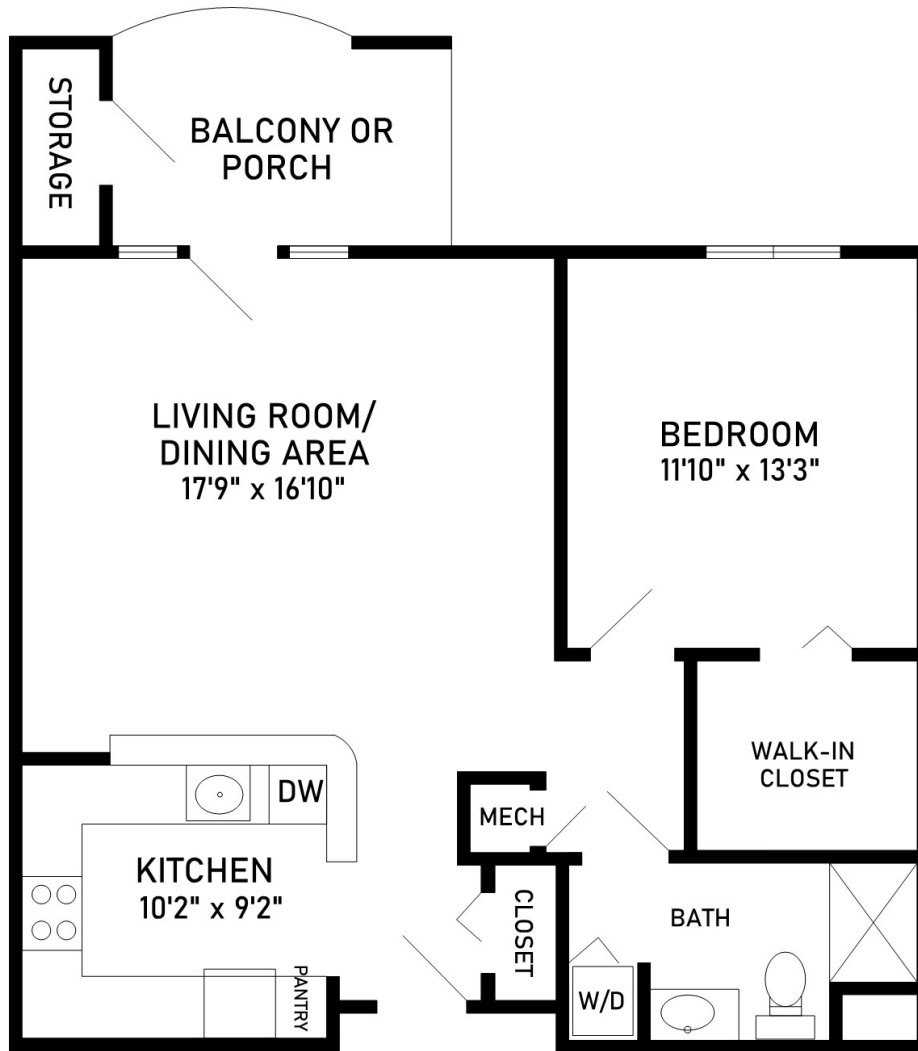 STORAGE
BALCONY OR
PORCH
LIVING ROOM/
DINING AREA
17'9" x 16'10"
BEDROOM
11'10" x 13'3"
WALK-IN
CLOSET
DW
MECH
KITCHEN
10'2" x 9'2"
CLOSET
BATH
PANTRY
W/D